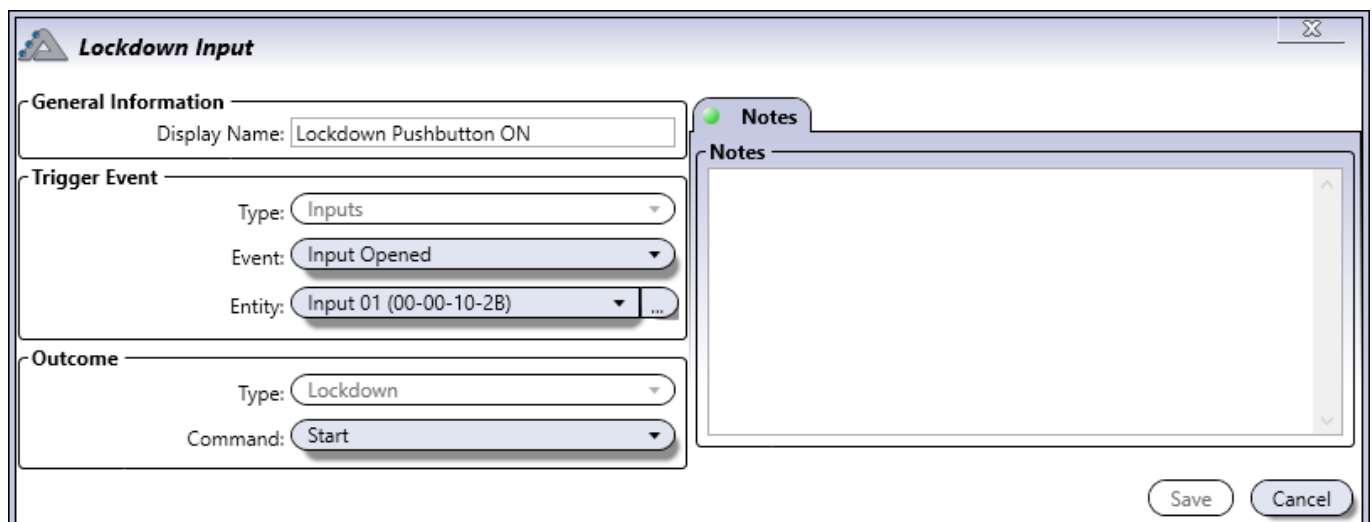 Lockdown Input
General Information
Display Name: Lockdown Pushbutton ON
Trigger Event
Type: Inputs
Event: Input Opened
Entity: Input 01 (00-00-10-2B) ...
Outcome
Type: Lockdown
Command: Start
Notes
Notes
Save Cancel